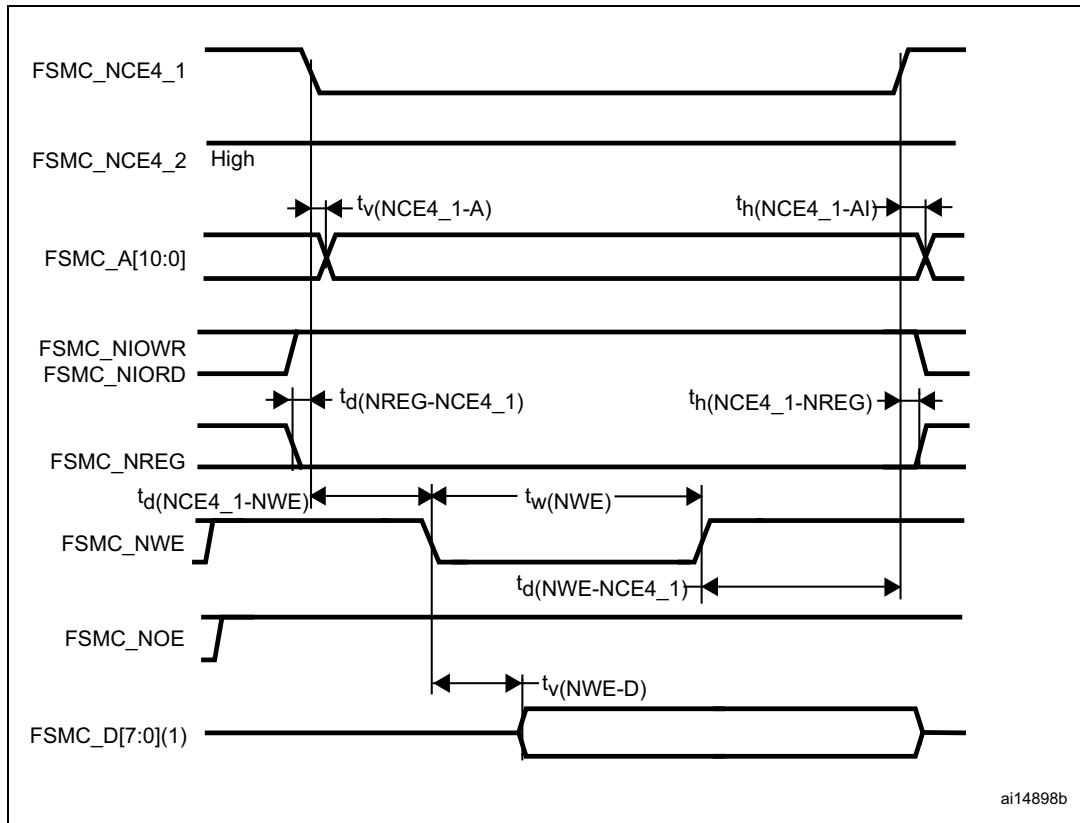 FSMC_NCE4_1
FSMC_NCE4_2 High
tv(NCE4_1-A) th(NCE4_1-AI)
FSMC_A[10:0]
FSMC_NIOWR
FSMC_NIORD
td(NREG-NCE4_1) th(NCE4_1-NREG)
FSMC_NREG
td(NCE4_1-NWE) tw(NWE)
FSMC_NWE
td(NWE-NCE4_1)
FSMC_NOE
tv(NWE-D)
FSMC_D[7:0](1)
ai14898b